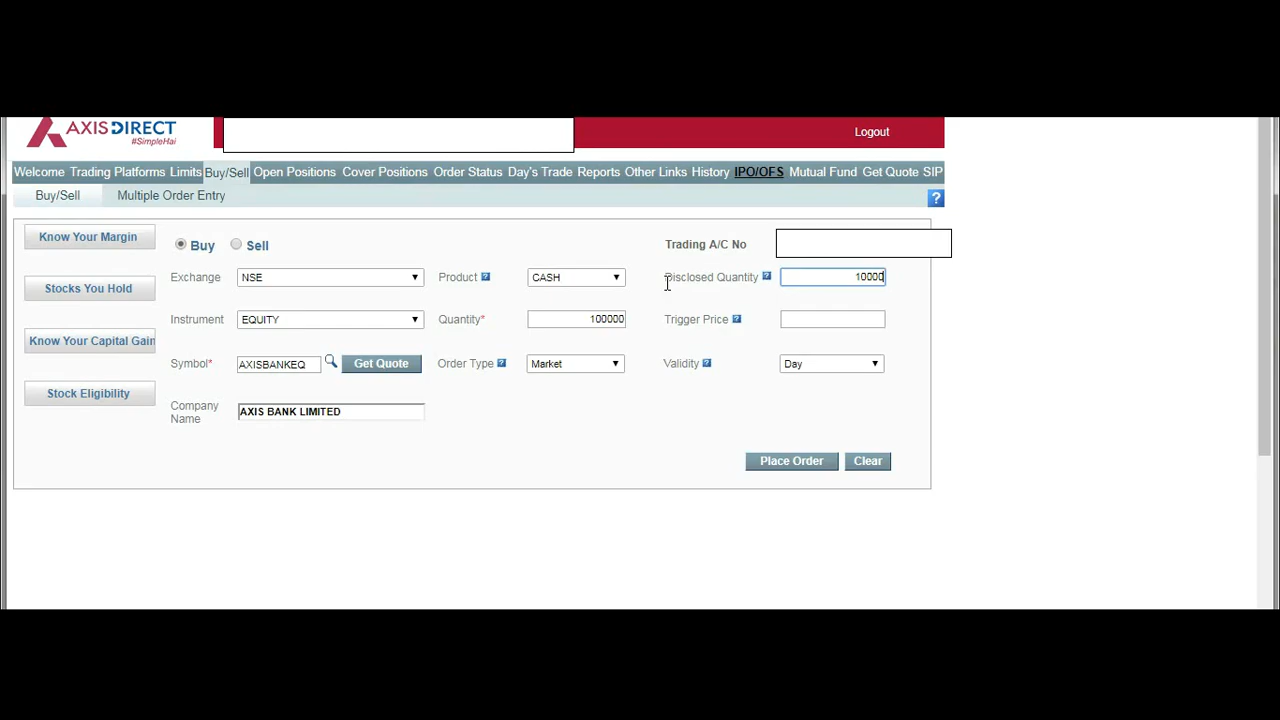 AXISDIRECT
#SimpleHai
Logout
Welcome Trading Platforms Limits Buy/Sell Open Positions Cover Positions Order Status Day's Trade Reports Other Links History IPO/OFS Mutual Fund Get Quote SIP
Buy/Sell Multiple Order Entry ?
Know Your Margin
Stocks You Hold
Know Your Capital Gain
Stock Eligibility
Buy Sell Trading A/C No
Exchange NSE Product ? CASH Disclosed Quantity ? 10000
Instrument EQUITY Quantity* 100000 Trigger Price ?
Symbol* AXISBANKEQ Get Quote Order Type ? Market Validity ? Day
Company
Name AXIS BANK LIMITED
Place Order Clear